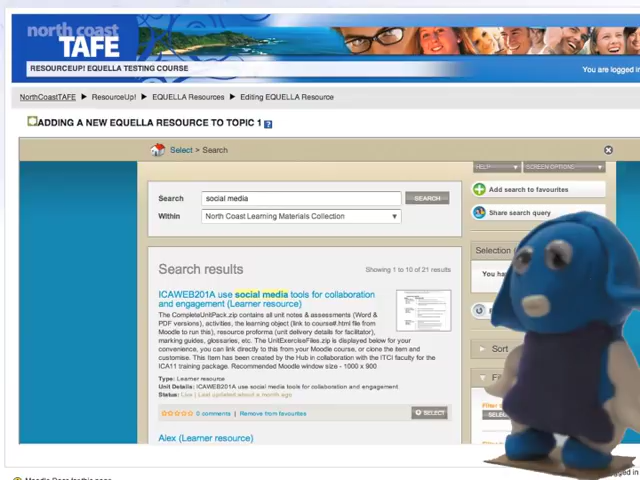 north coast
TAFE
RESOURCEUP! EQUELLA TESTING COURSE
You are logged in
NorthCoastTAFE ► ResourceUp! ► EQUELLA Resources ► Editing EQUELLA Resource
ADDING A NEW EQUELLA RESOURCE TO TOPIC 1 ?
Select > Search
HELP
SCREEN OPTIONS
Search social media SEARCH
Within North Coast Learning Materials Collection
Add search to favourites
Share search query
Selection
You ha
Search results
Showing 1 to 10 of 21 results
ICAWEB201A use social media tools for collaboration
and engagement (Learner resource)
The CompleteUnitPack.zip contains all unit notes & assessments (Word &
PDF versions), activities, the learning object (link to course#.html file from
Moodle to run this), resource proforma (unit delivery details for facilitator),
marking guides, glossaries, etc. The UnitExerciseFiles.zip is displayed below for your
convenience, you can link directly to this from your Moodle course, or clone the item and
customise. This item has been created by the Hub in collaboration with the ITCI faculty for the
ICA11 training package. Recommended Moodle window size - 1000 x 900
Type: Learner resource
Unit Details: ICAWEB201A use social media tools for collaboration and engagement
Status: Live | Last updated about a month ago
0 comments | Remove from favourites
SELECT
Sort
Alex (Learner resource)
Moodle Docs for this page
logged in